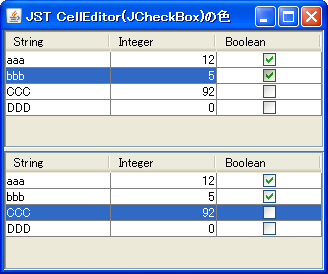 JST CellEditor(JCheckBox)の色
String Integer Boolean
aaa 12
bbb 5
CCC 92
DDD 0
String Integer Boolean
aaa 12
bbb 5
CCC 92
DDD 0